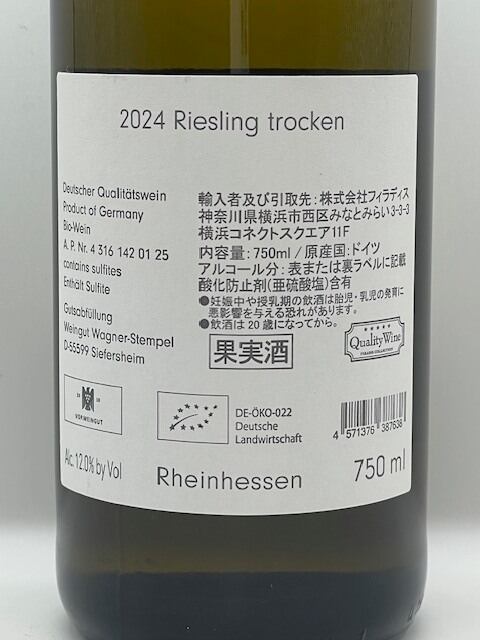 2024 Riesling trocken
Deutscher Qualitätswein
Product of Germany
Bio-Wein
A. P. Nr. 4 316 142 01 25
contains sulfites
Enthält Sulfite
Gutsabfüllung
Weingut Wagner-Stempel
D-55599 Siefersheim
輸入者及び引取先：株式会社フィラディス
神奈川県横浜市西区みなとみらい3-3-3
横浜コネクトスクエア11F
内容量：750ml / 原産国：ドイツ
アルコール分：表または裏ラベルに記載
酸化防止剤(亜硫酸塩)含有
●妊娠中や授乳期の飲酒は胎児・乳児の発育に
悪影響を与える恐れがあります。
●飲酒は20歳になってから。
果実酒
Quality Wine
VDP.WEINGUT
DE-ÖKO-022
Deutsche
Landwirtschaft
4 571376 387638
Alc. 12.0% by Vol
Rheinhessen
750 ml